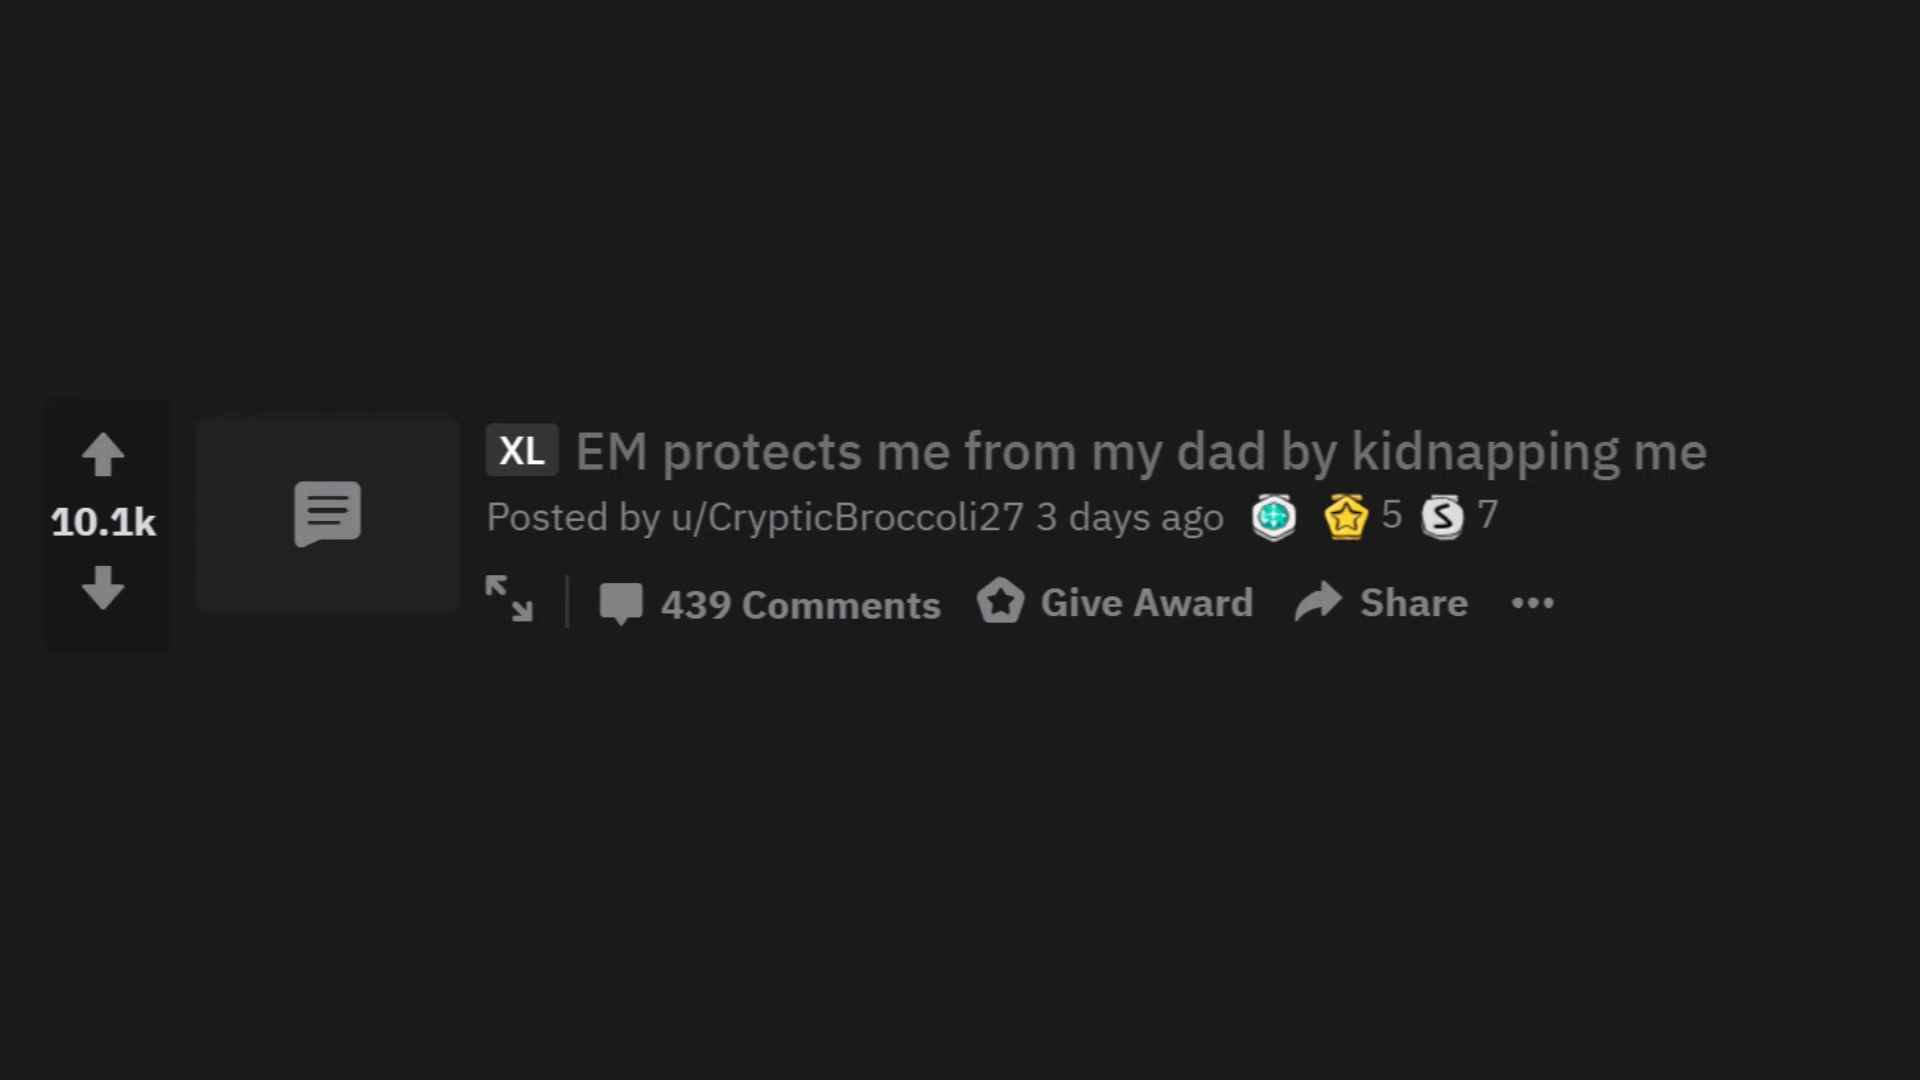 XL EM protects me from my dad by kidnapping me
10.1k
Posted by u/CrypticBroccoli27 3 days ago 5 S 7
439 Comments Give Award Share